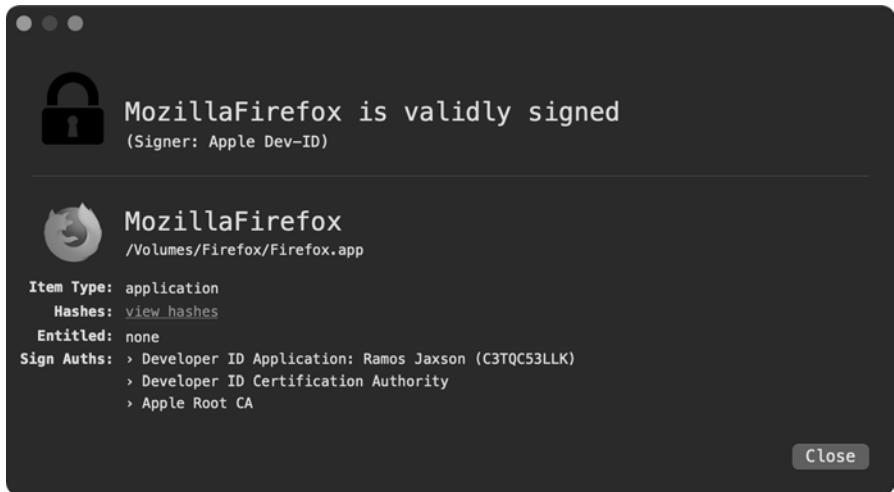 MozillaFirefox is validly signed
(Signer: Apple Dev-ID)
MozillaFirefox
/Volumes/Firefox/Firefox.app
Item Type: application
Hashes: view hashes
Entitled: none
Sign Auths: › Developer ID Application: Ramos Jaxson (C3TQC53LLK)
› Developer ID Certification Authority
› Apple Root CA
Close